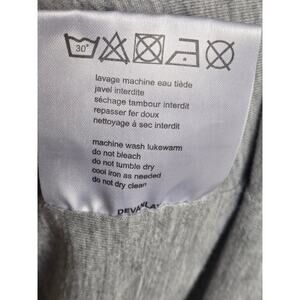 30°
lavage machine eau tiède
javel interdite
séchage tambour interdit
repasser fer doux
nettoyage à sec interdit
machine wash lukewarm
do not bleach
do not tumble dry
cool iron as needed
do not dry clean
DEVANLAY